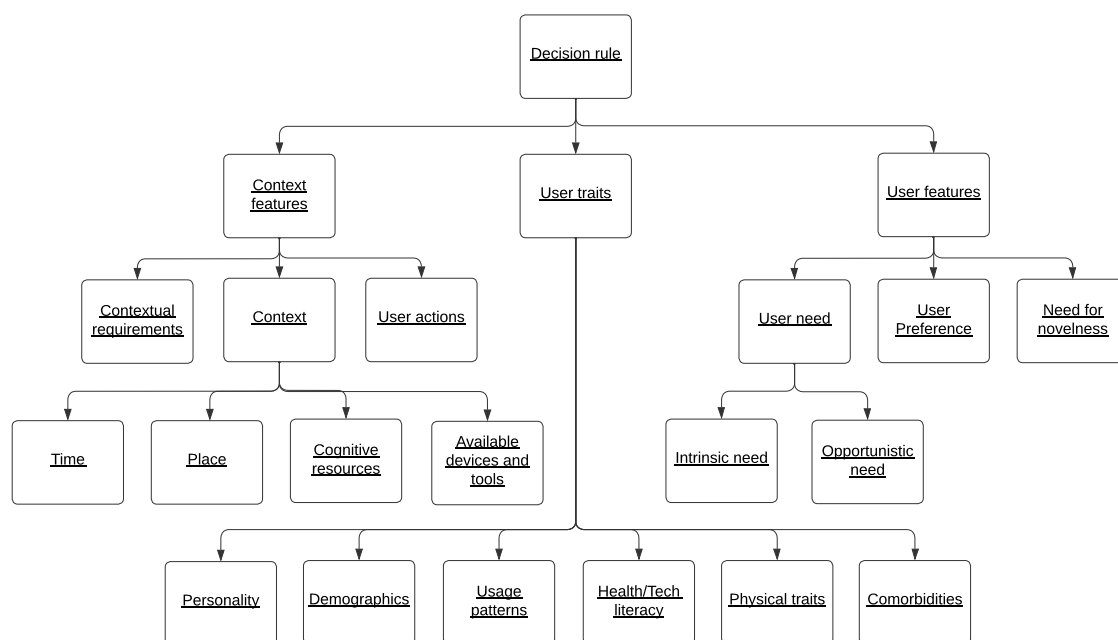 Decision rule
Context
features
User traits
User features
Contextual
requirements
Context
User actions
User need
User
Preference
Need for
novelness
Time
Place
Cognitive
resources
Available
devices and
tools
Intrinsic need
Opportunistic
need
Personality
Demographics
Usage
patterns
Health/Tech
literacy
Physical traits
Comorbidities